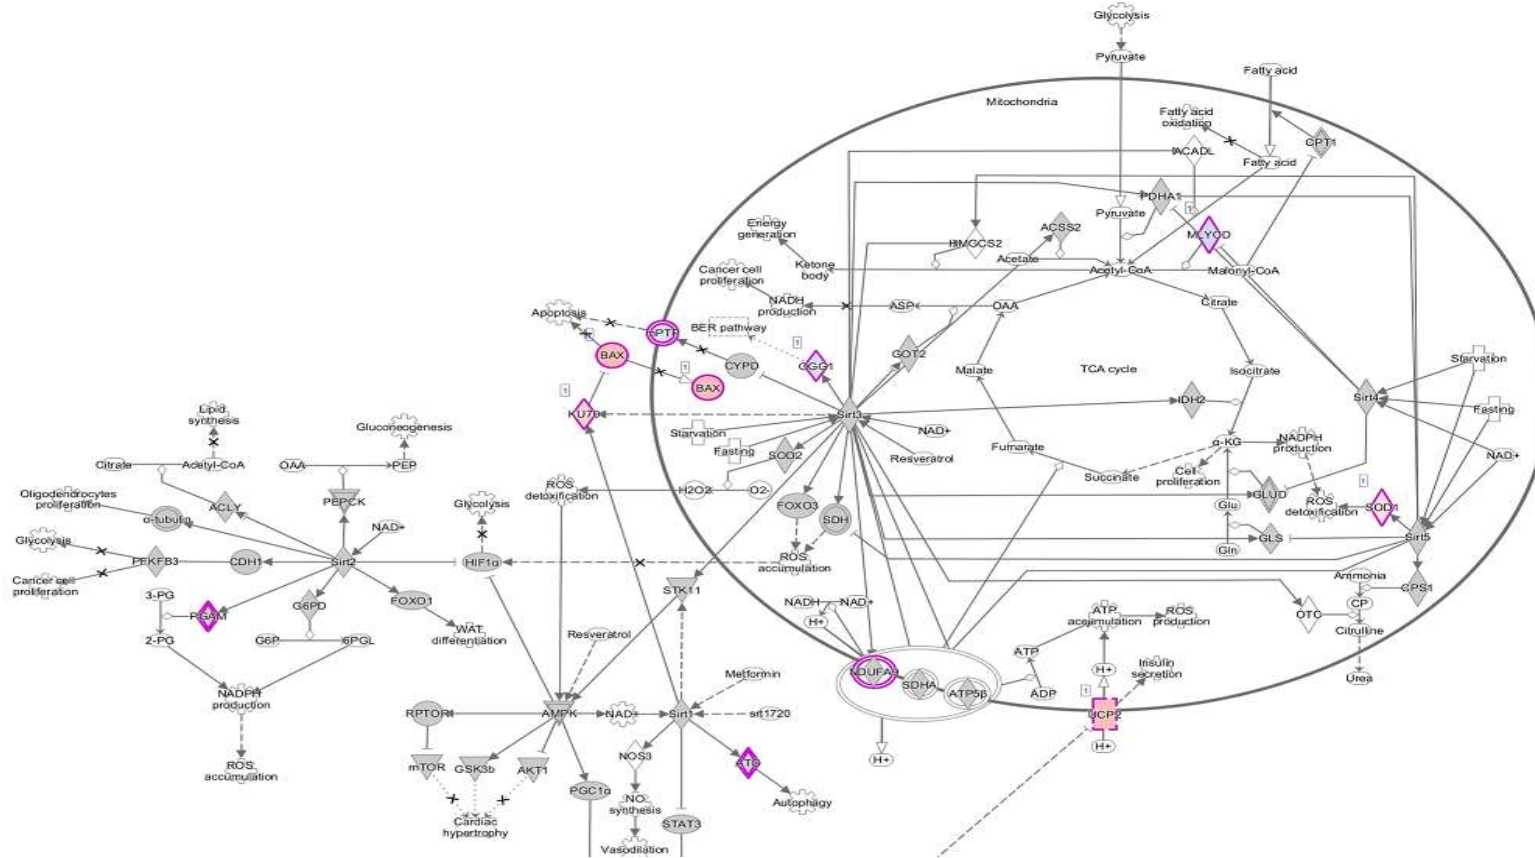 Glycolysis
Pyruvate
Fatty acid
Mitochondria
Fatty acid
oxidation
CPT1
ACADL
Fatty acid
PDHA1
Pyruvate
1
MLYCD
Energy
generation
ACSS2
HMGCS2
Ketone
body
Acetate
Acetyl-CoA
Malonyl-CoA
Cancer cell
proliferation
NADH
production
OAA
Citrate
Apoptosis
BER pathway
1
BAX
CYPD
OGG1
GOT2
Malate
TCA cycle
Isocitrate
Starvation
1
BAX
1
KU70
Sirt3
IDH2
Sirt4
Fasting
Lipid
synthesis
Gluconeogenesis
Starvation
NAD+
Fasting
SOD2
Resveratrol
Fumarate
α-KG
NADPH
production
NAD+
Citrate
Acetyl-CoA
OAA
PEP
Succinate
Cell
proliferation
1
Oligodendrocytes
proliferation
ACLY
PEPCK
ROS
detoxification
H2O2
O2-
Glycolysis
FOXO3
SDH
Glu
GLUD
ROS
detoxification
SOD1
α-tubulin
NAD+
Glycolysis
Gln
GLS
Sirt5
PFKFB3
CDH1
Sirt2
HIF1α
ROS
accumulation
Cancer cell
proliferation
STK11
Ammonia
CPS1
3-PG
PGAM
G6PD
FOXO1
NADH
NAD+
H+
CP
OTC
Citrulline
2-PG
G6P
6PGL
WAT
differentiation
Resveratrol
ATP
accumulation
ROS
production
ATP
NDUFA9
SDHA
ATP5β
ADP
H+
Insulin
secretion
Urea
NADPH
production
Metformin
1
RPTOR
AMPK
NAD+
Sirt1
srt1720
UCP2
H+
H+
ROS
accumulation
mTOR
GSK3b
AKT1
NOS3
ATG
PGC1α
NO
synthesis
Autophagy
Cardiac
hypertrophy
STAT3
Vasodilation